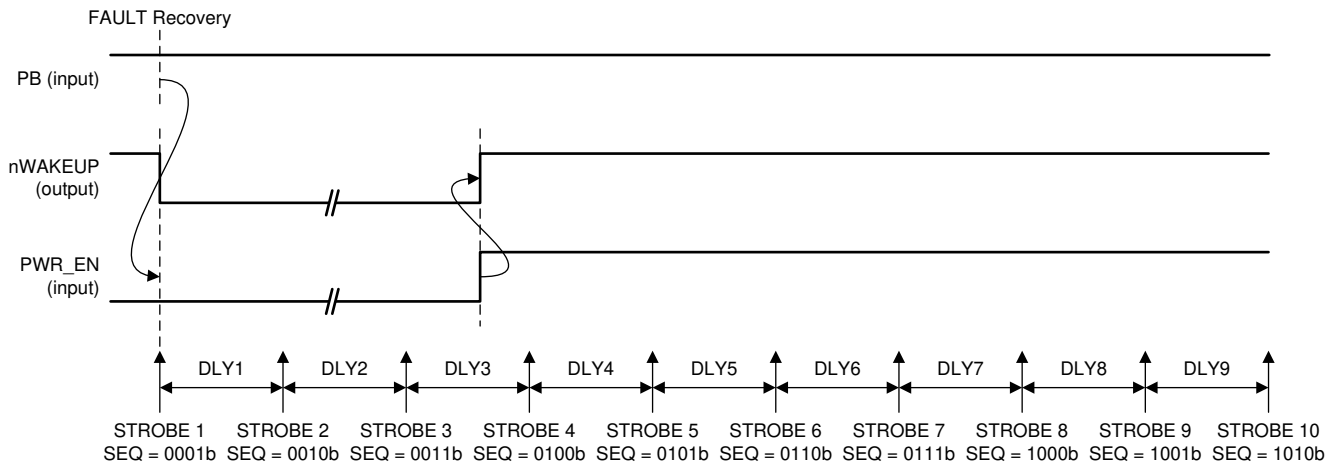 FAULT Recovery
PB (input)
nWAKEUP
(output)
PWR_EN
(input)
DLY1 DLY2 DLY3 DLY4 DLY5 DLY6 DLY7 DLY8 DLY9
STROBE 1 STROBE 2 STROBE 3 STROBE 4 STROBE 5 STROBE 6 STROBE 7 STROBE 8 STROBE 9 STROBE 10
SEQ = 0001b SEQ = 0010b SEQ = 0011b SEQ = 0100b SEQ = 0101b SEQ = 0110b SEQ = 0111b SEQ = 1000b SEQ = 1001b SEQ = 1010b